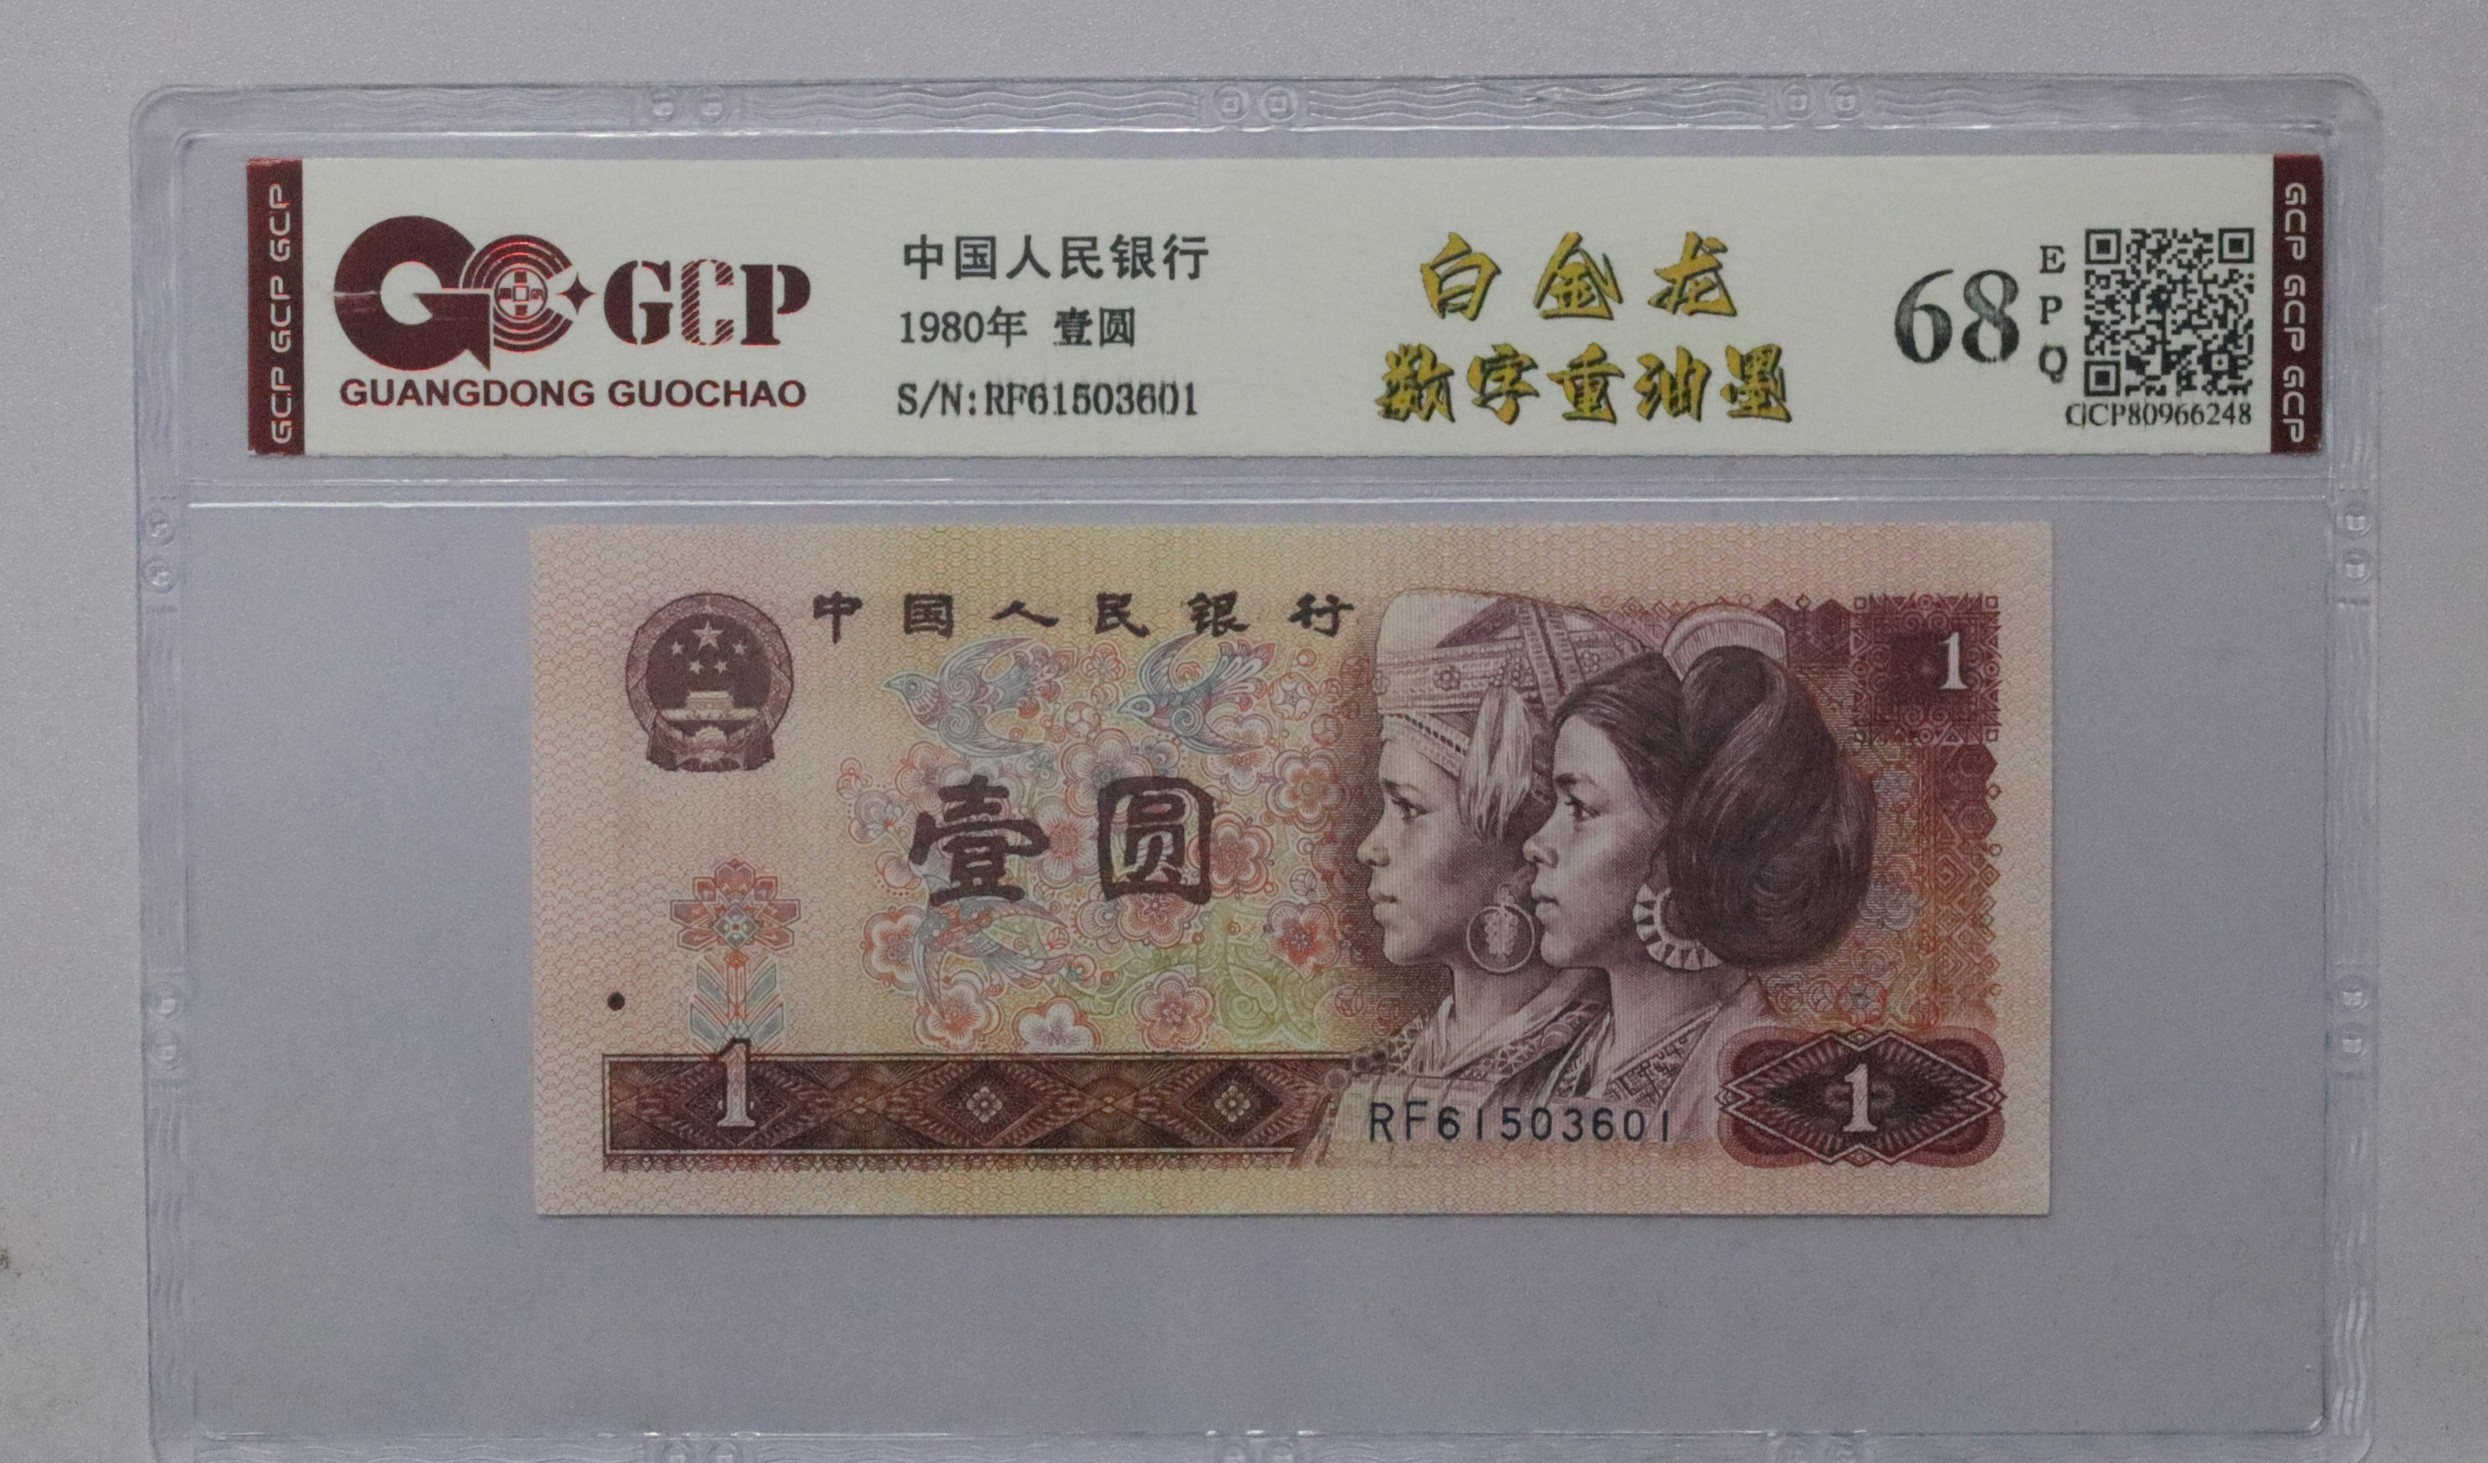 GCP GCP GCP
GCP
GUANGDONG GUOCHAO
中国人民银行
1980年 壹圆
S/N:RF61503601
白金龙
数字重油墨
68
EPQ
GCP80966248
GCP GCP GCP
中国人民银行
1
壹圆
1
RF61503601
1